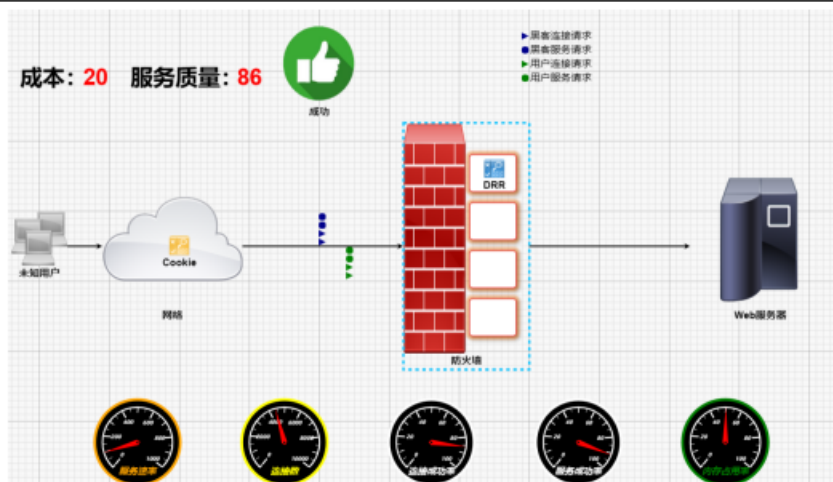 黑客连接请求
黑客服务请求
用户连接请求
用户服务请求
成本：20 服务质量：86
成功
DRR
Cookie
未知用户
网络
防火墙
Web服务器
服务速率
连接数
连接成功率
服务成功率
内存占用率